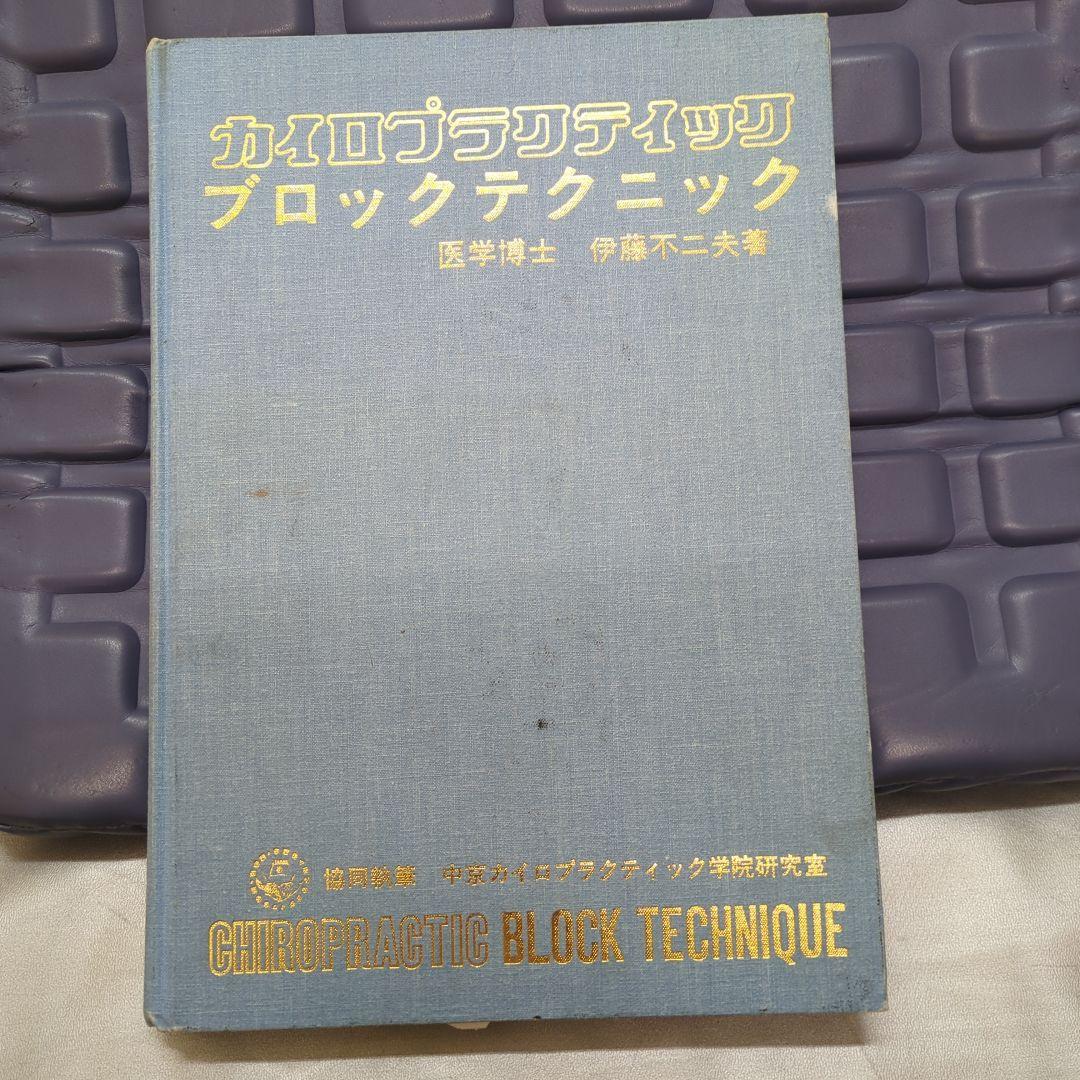 カイロプラクティック
ブロックテクニック
医学博士 伊藤不二夫著
協同執筆 中京カイロプラクティック学院研究室
CHIROPRACTIC BLOCK TECHNIQUE